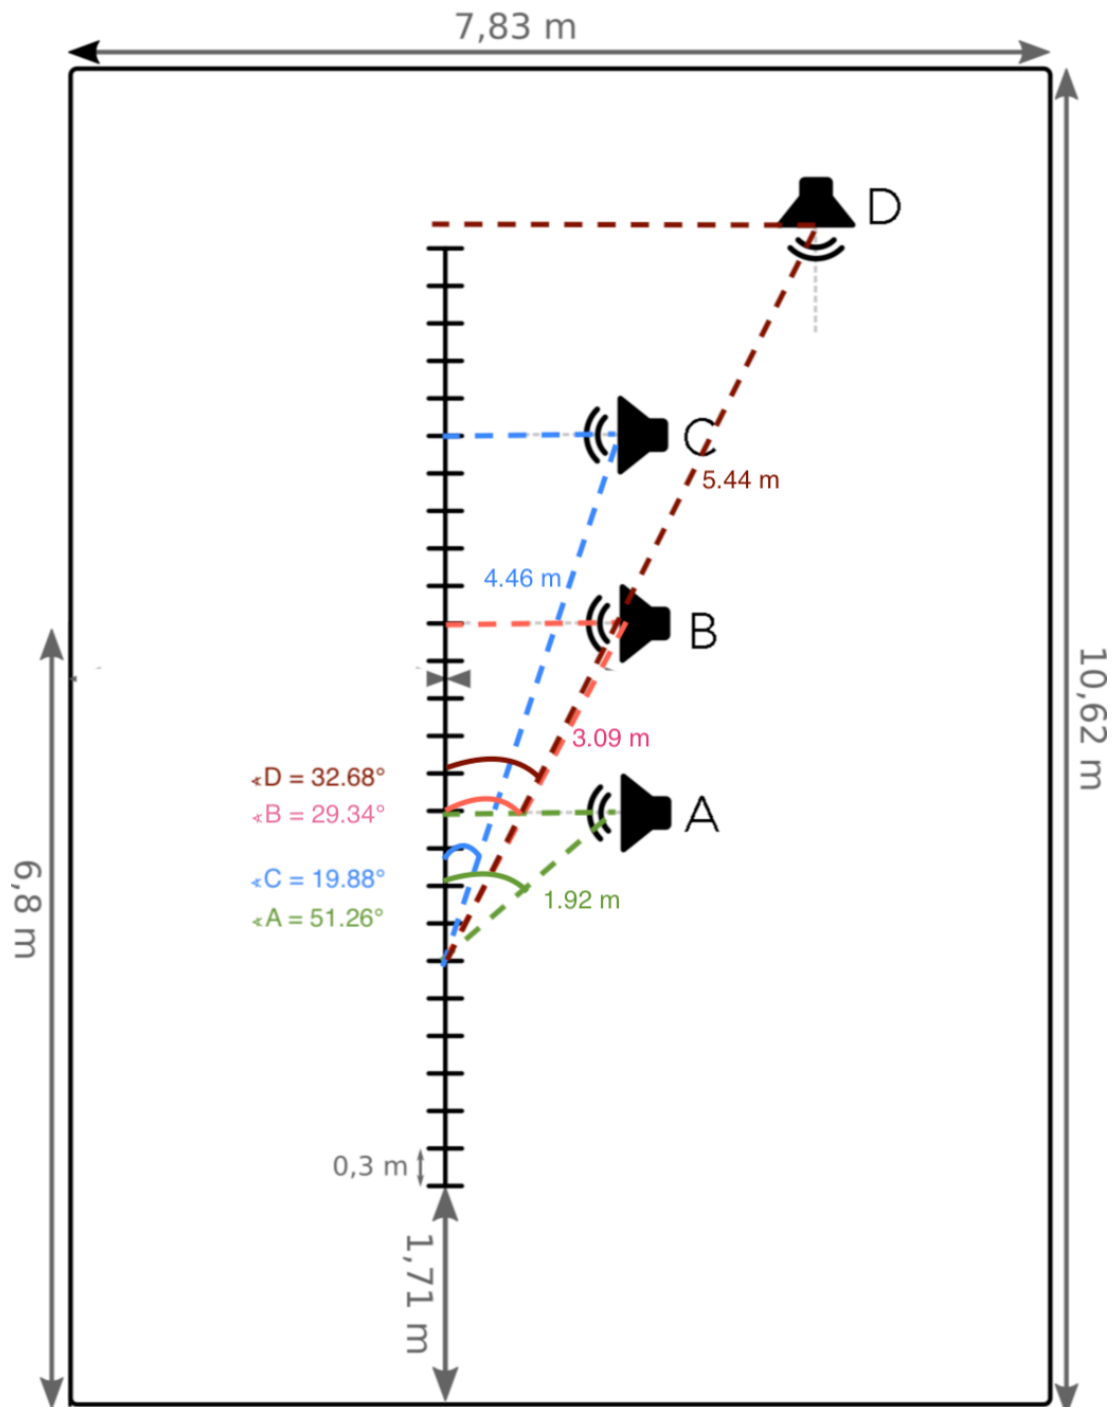 7,83 m
D
C
5.44 m
4.46 m
B
10,62 m
3.09 m
∢D = 32.68°
∢B = 29.34°
A
6,8 m
∢C = 19.88°
1.92 m
∢A = 51.26°
0,3 m
1,71 m